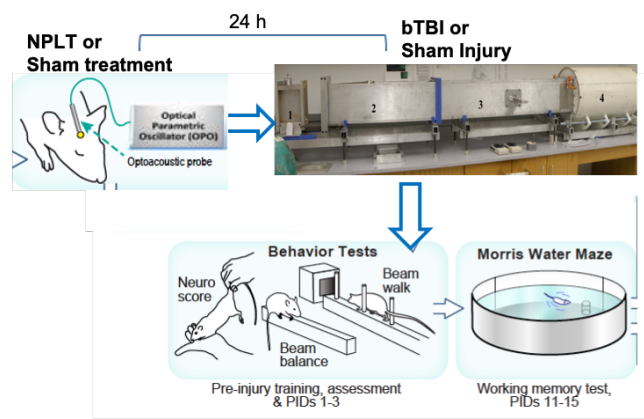 24 h
NPLT or
Sham treatment
bTBI or
Sham Injury
Optical
Parametric
Oscillator (OPO)
Optoacoustic probe
1
2
3
4
Behavior Tests
Neuro
score
Beam
walk
Beam
balance
Pre-injury training, assessment
& PIDs 1-3
Morris Water Maze
Working memory test,
PIDs 11-15